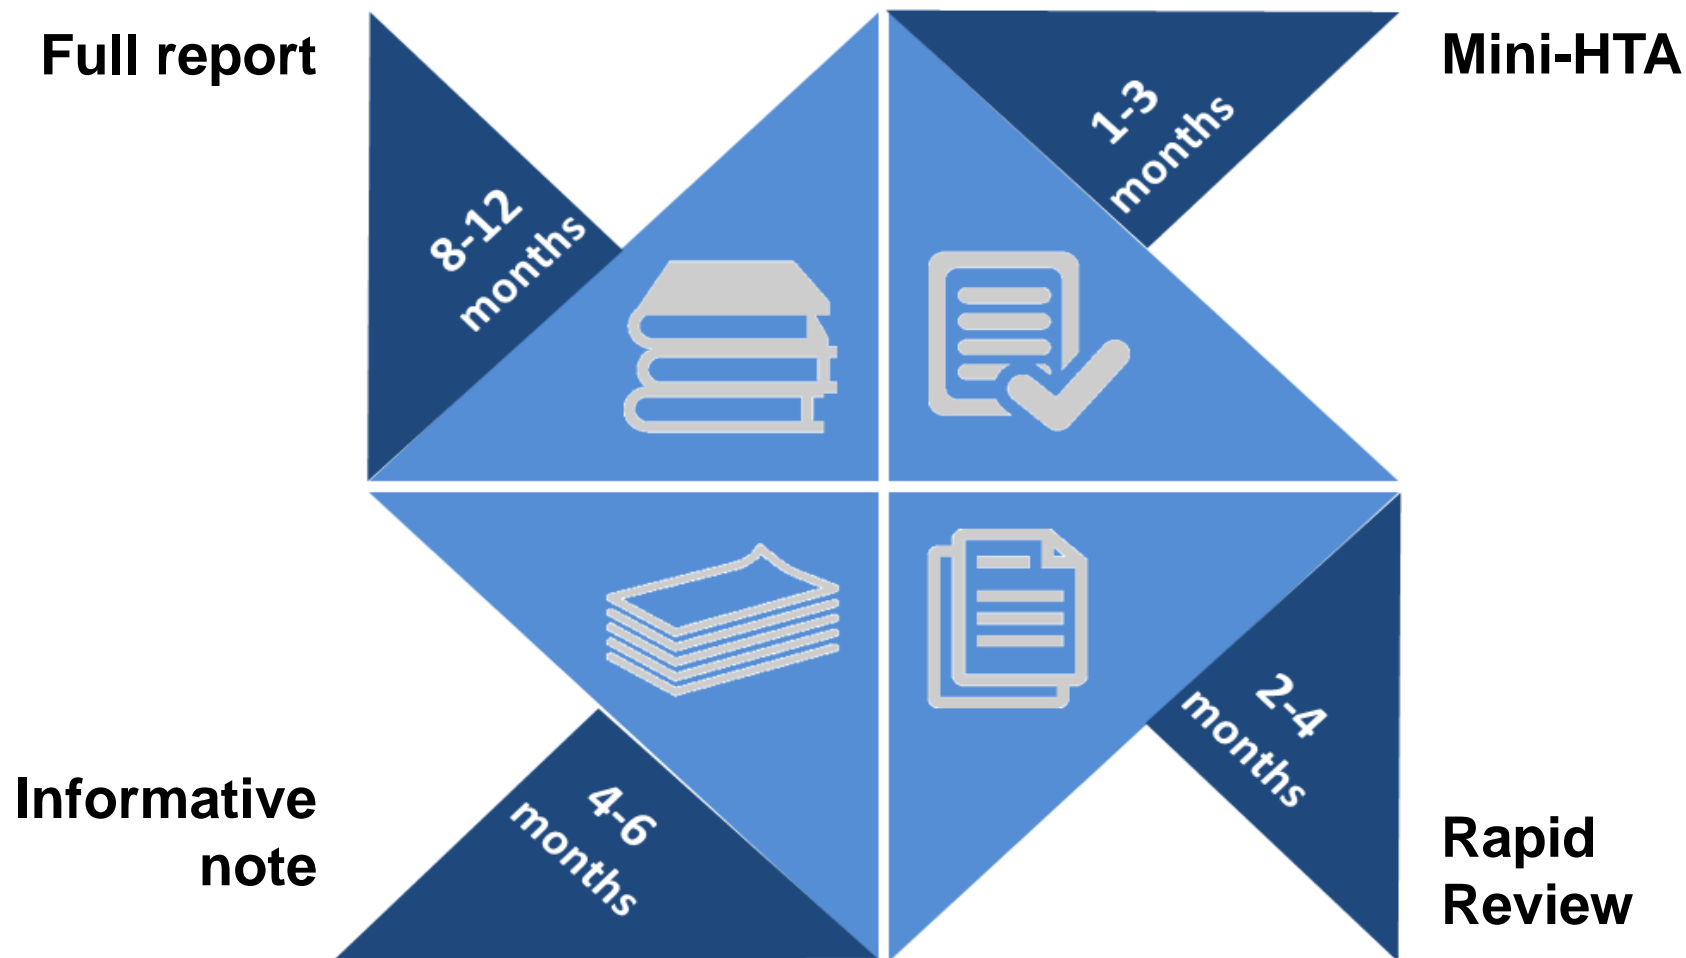 Full report
Mini-HTA
8-12
months
1-3
months
Informative
note
4-6
months
2-4
months
Rapid
Review